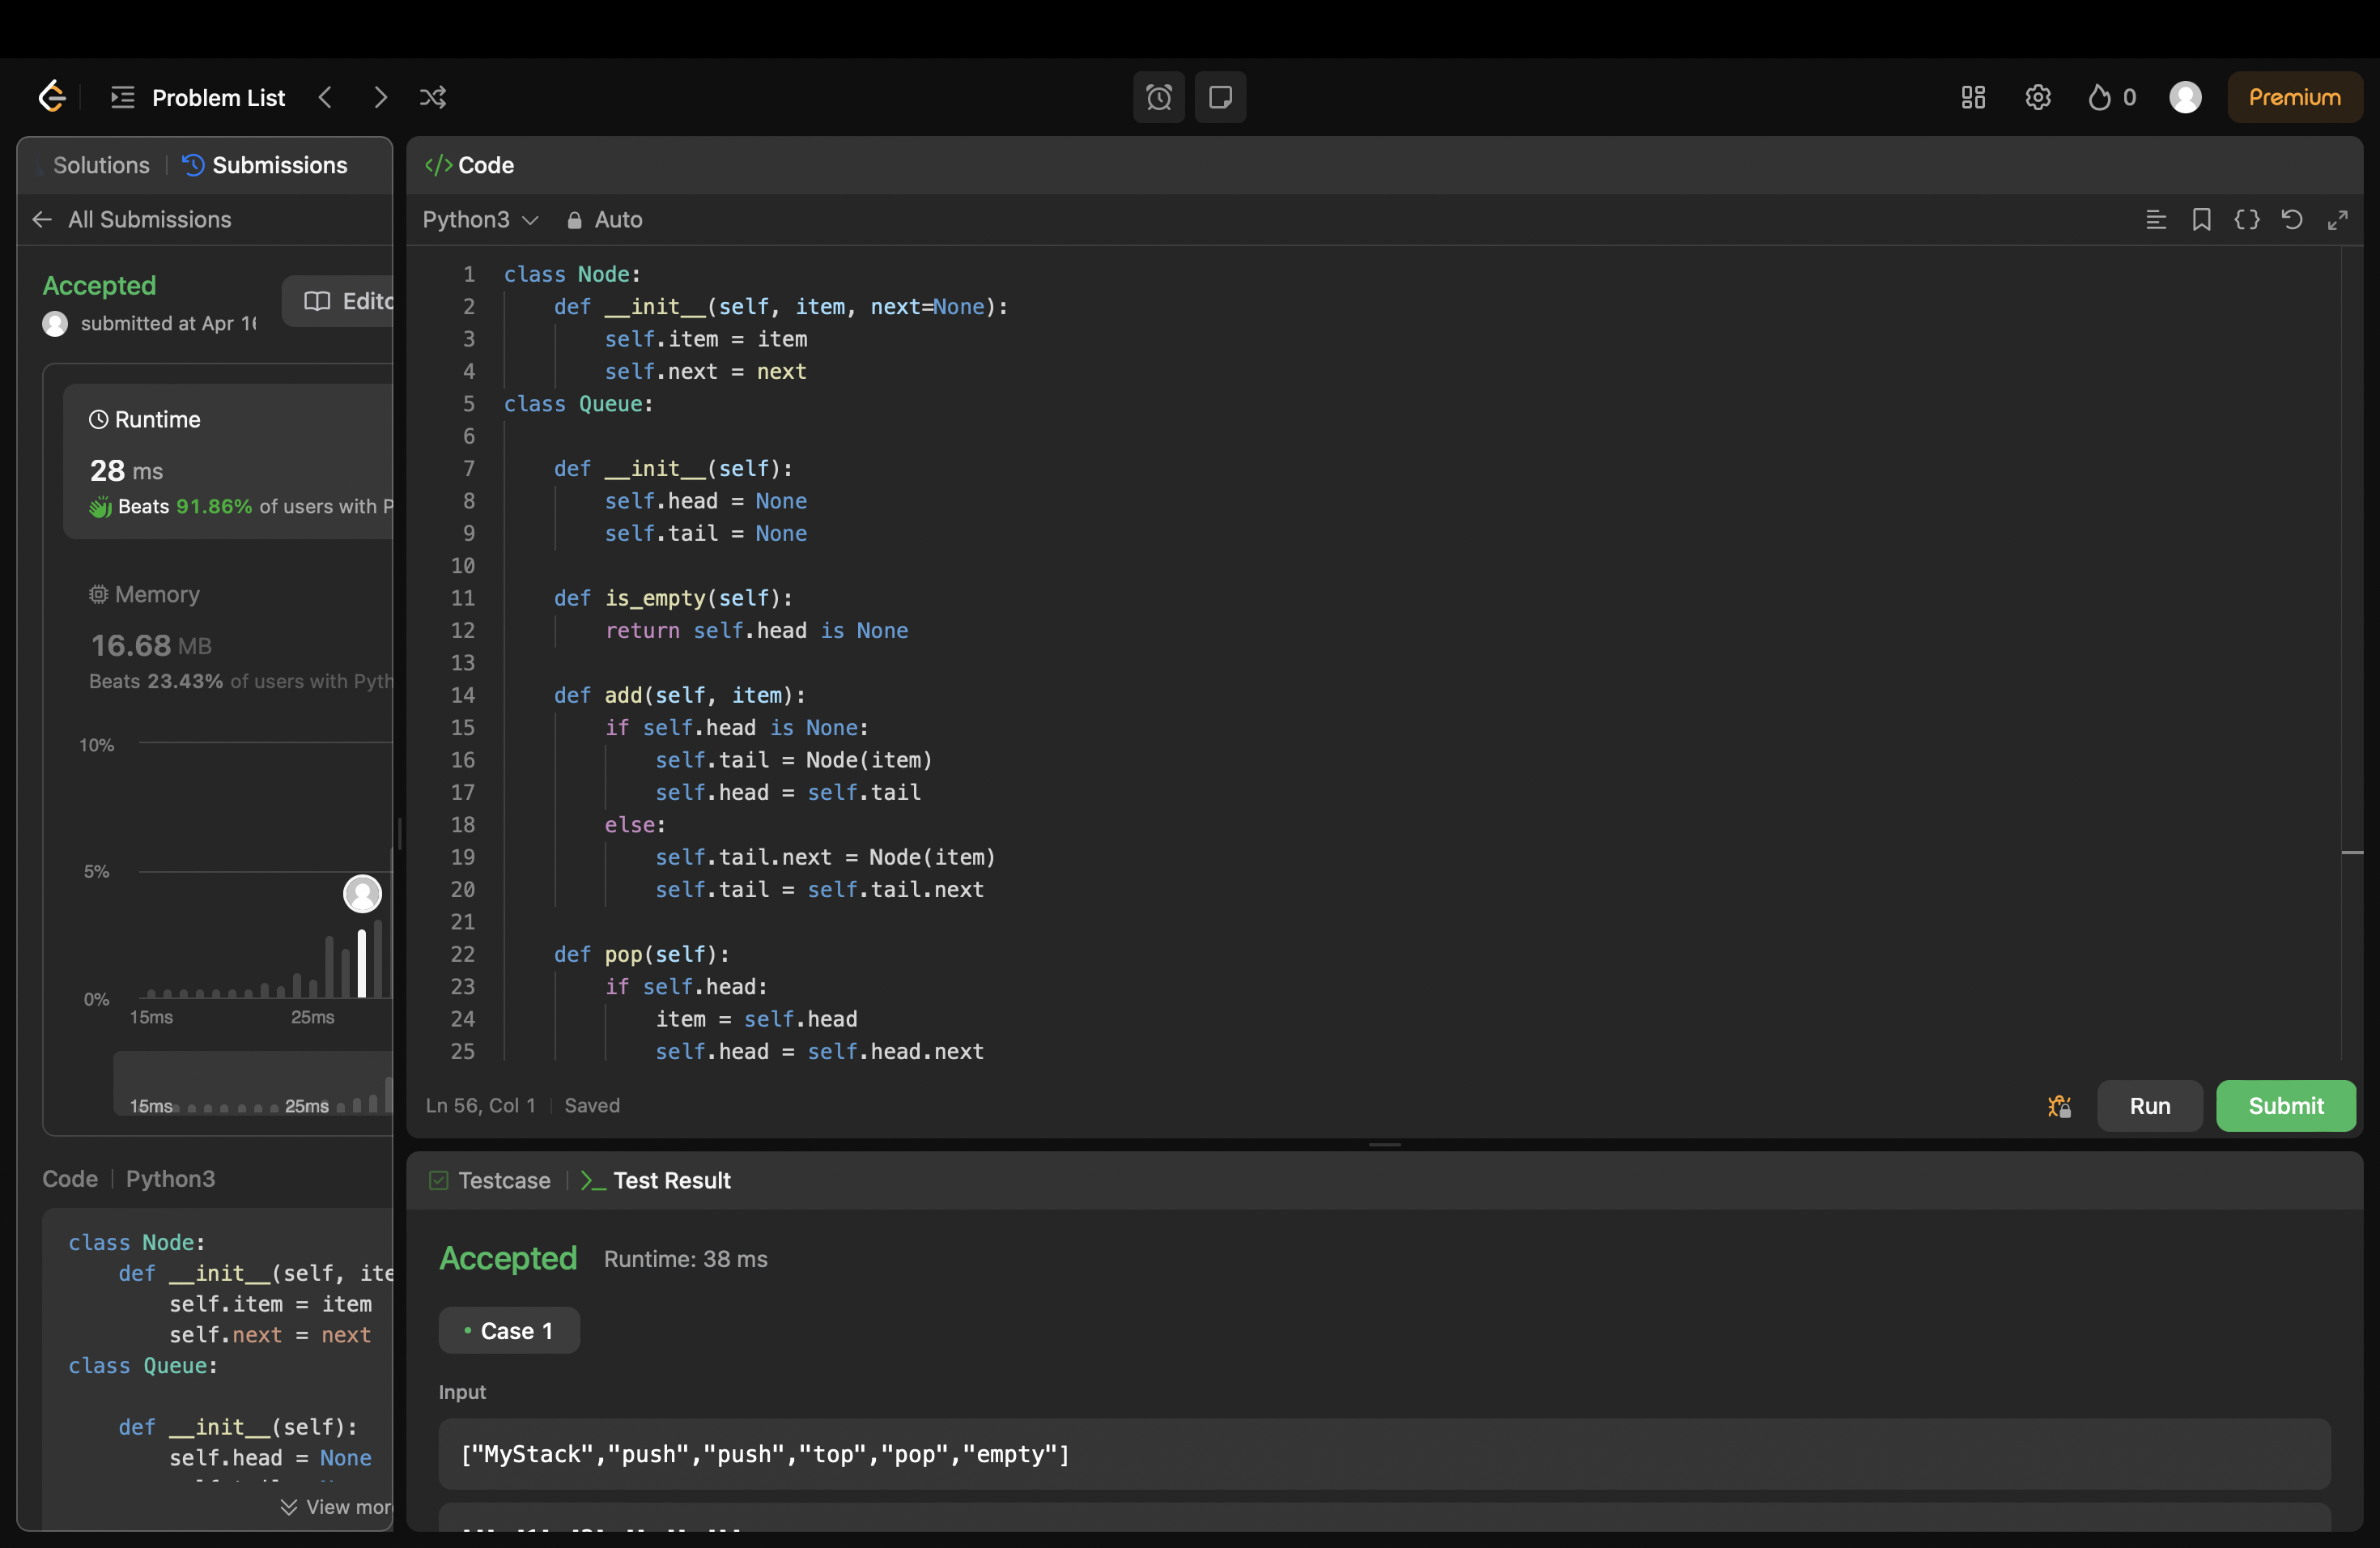 Problem List
0
Premium
Solutions
Submissions
All Submissions
Accepted
submitted at Apr
Runtime
28 ms
Beats 91.86% of users with P
Memory
16.68 MB
Beats 23.43% of users with Pyth
10%
5%
0%
15ms 25ms
15ms 25ms
Code Python3
class Node:
    def __init__(self, ite
        self.item = item
        self.next = next
class Queue:
    def __init__(self):
        self.head = None
View mor
</> Code
Python3 Auto
1 class Node:
2     def __init__(self, item, next=None):
3         self.item = item
4         self.next = next
5 class Queue:
6
7     def __init__(self):
8         self.head = None
9         self.tail = None
10
11     def is_empty(self):
12         return self.head is None
13
14     def add(self, item):
15         if self.head is None:
16             self.tail = Node(item)
17             self.head = self.tail
18         else:
19             self.tail.next = Node(item)
20             self.tail = self.tail.next
21
22     def pop(self):
23         if self.head:
24             item = self.head
25             self.head = self.head.next
Ln 56, Col 1 Saved
Run
Submit
Testcase
Test Result
Accepted Runtime: 38 ms
Case 1
Input
["MyStack","push","push","top","pop","empty"]